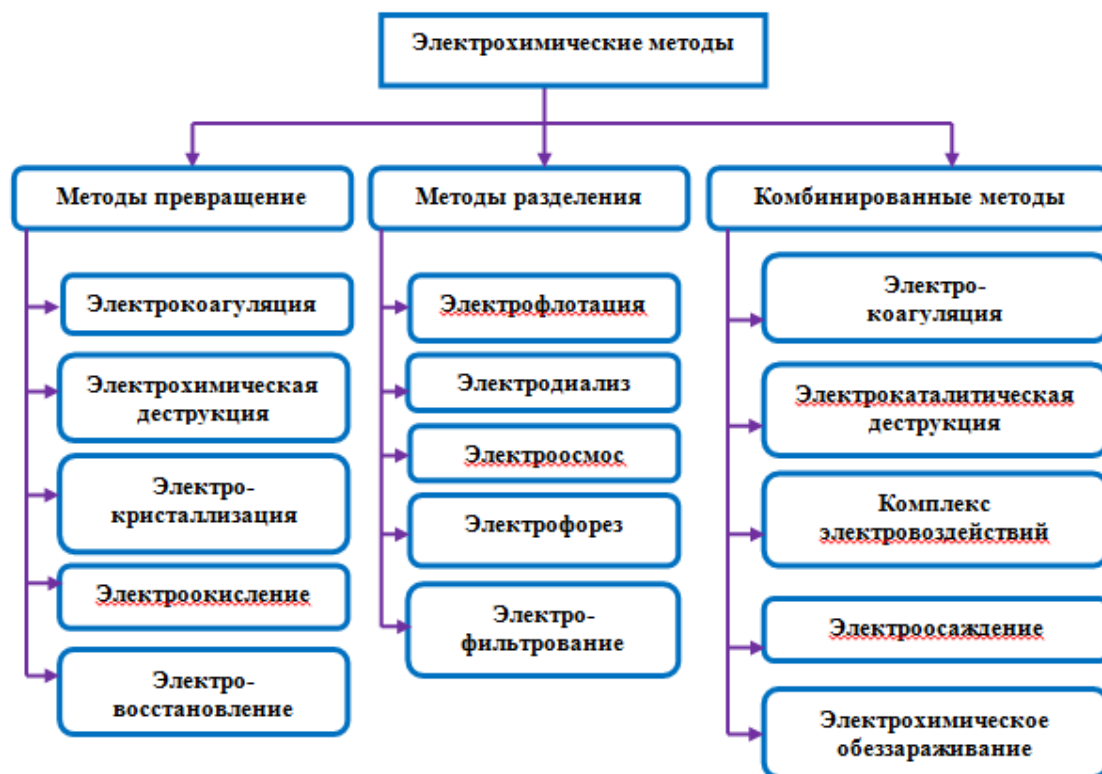 Электрохимические методы
Методы превращение
Электрокоагуляция
Электрохимическая
деструкция
Электро-
кристаллизация
Электроокисление
Электро-
восстановление
Методы разделения
Электрофлотация
Электродиализ
Электроосмос
Электрофорез
Электро-
фильтрование
Комбинированные методы
Электро-
коагуляция
Электрокаталитическая
деструкция
Комплекс
электровоздействий
Электроосаждение
Электрохимическое
обеззараживание